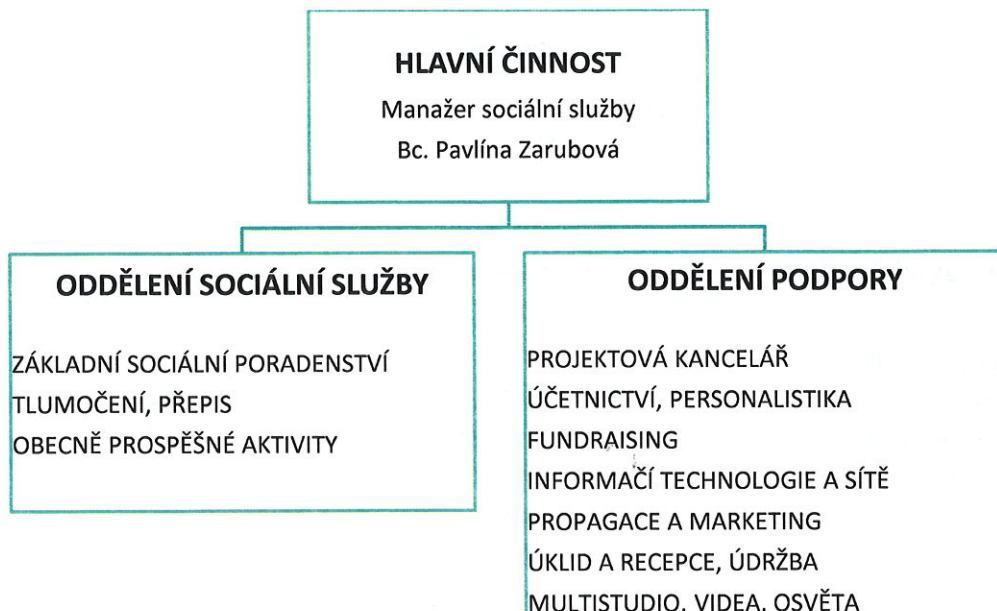 HLAVNÍ ČINNOST
Manažer sociální služby
Bc. Pavlína Zarubová
ODDĚLENÍ SOCIÁLNÍ SLUŽBY
ZÁKLADNÍ SOCIÁLNÍ PORADENSTVÍ
TLUMOČENÍ, PŘEPIS
OBECNĚ PROSPĚŠNÉ AKTIVITY
ODDĚLENÍ PODPORY
PROJEKTOVÁ KANCELÁŘ
ÚČETNICTVÍ, PERSONALISTIKA
FUNDRAISING
INFORMAČÍ TECHNOLOGIE A SÍTĚ
PROPAGACE A MARKETING
ÚKLID A RECEPCE, ÚDRŽBA
MULTISTUDIO, VIDEA, OSVĚTA